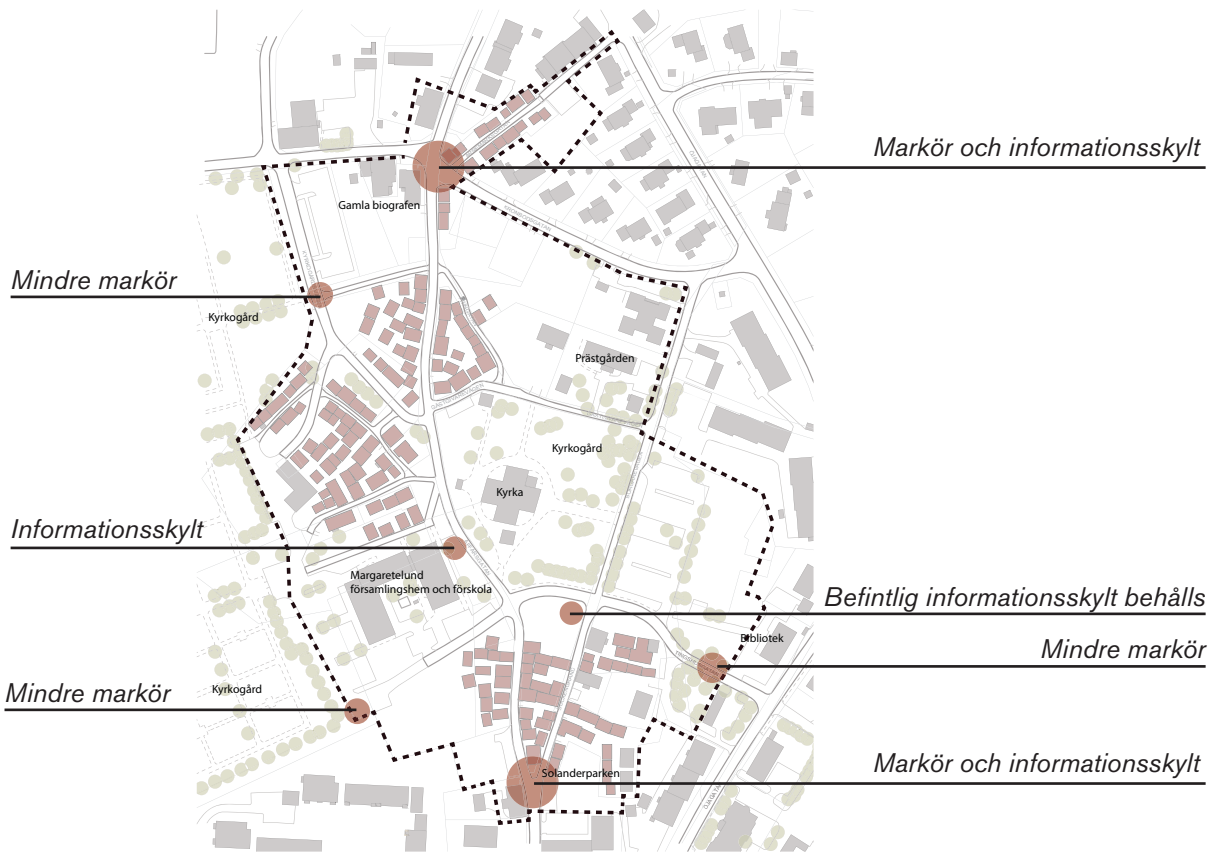 Markör och informationsskylt
Gamla biografen
Mindre markör
Kyrkogård
Prästgården
Kyrkogård
Kyrka
Informationsskylt
Margaretelund
församlingshem och förskola
Befintlig informationsskylt behålls
Bibliotek
Mindre markör
Kyrkogård
Mindre markör
Markör och informationsskylt
Solanderparken